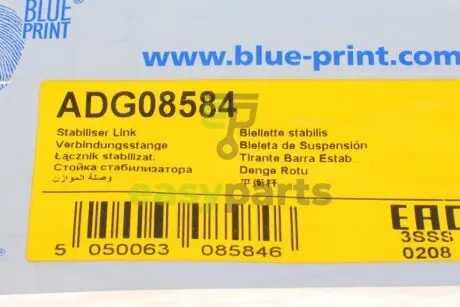 BLUE
PRINT
www.blue-print.com
ADG08584
Stabiliser Link
Verbindungsstange
Łącznik stabilizat.
Стойка стабилизатора
وصلة الموازن
Biellette stabilis
Bieleta de Suspensión
Tirante Barra Estab
Denge Rotu
平衡杆
easyparts
5 050063 085846
EAC
3SSS
0208